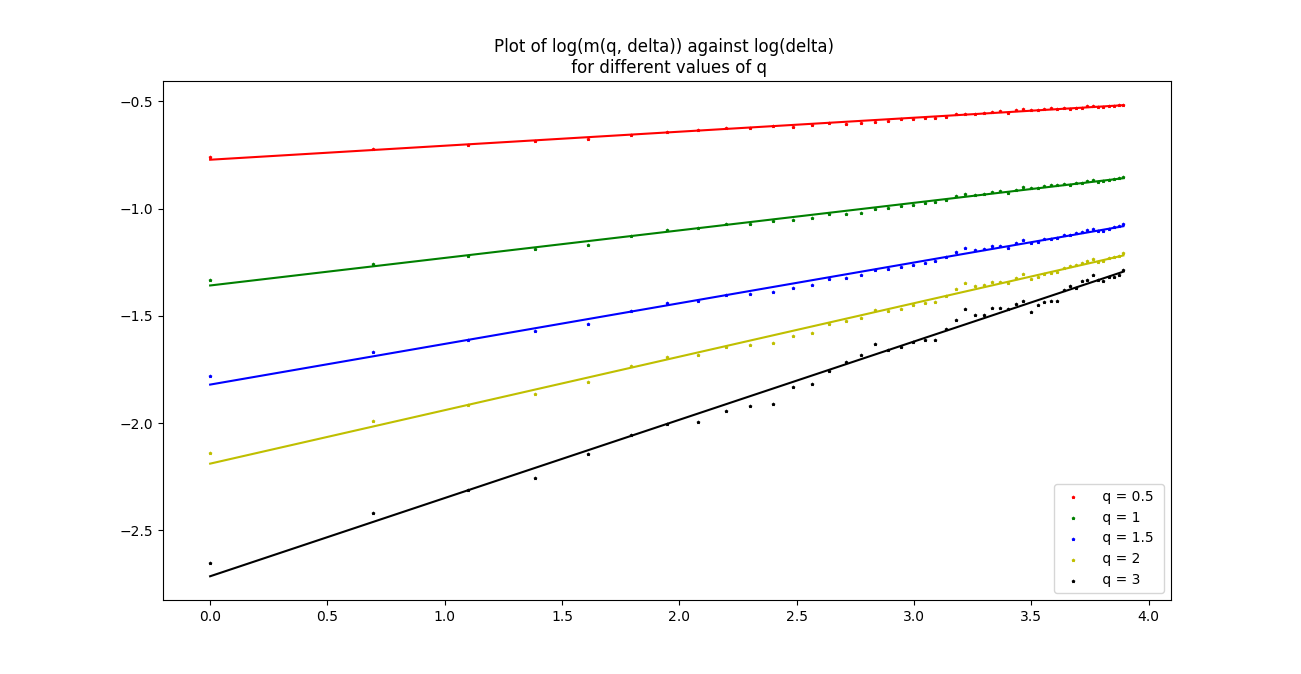 Plot of log(m(q, delta)) against log(delta)
for different values of q
−0.5
−1.0
−1.5
−2.0
−2.5
q = 0.5
q = 1
q = 1.5
q = 2
q = 3
0.0 0.5 1.0 1.5 2.0 2.5 3.0 3.5 4.0